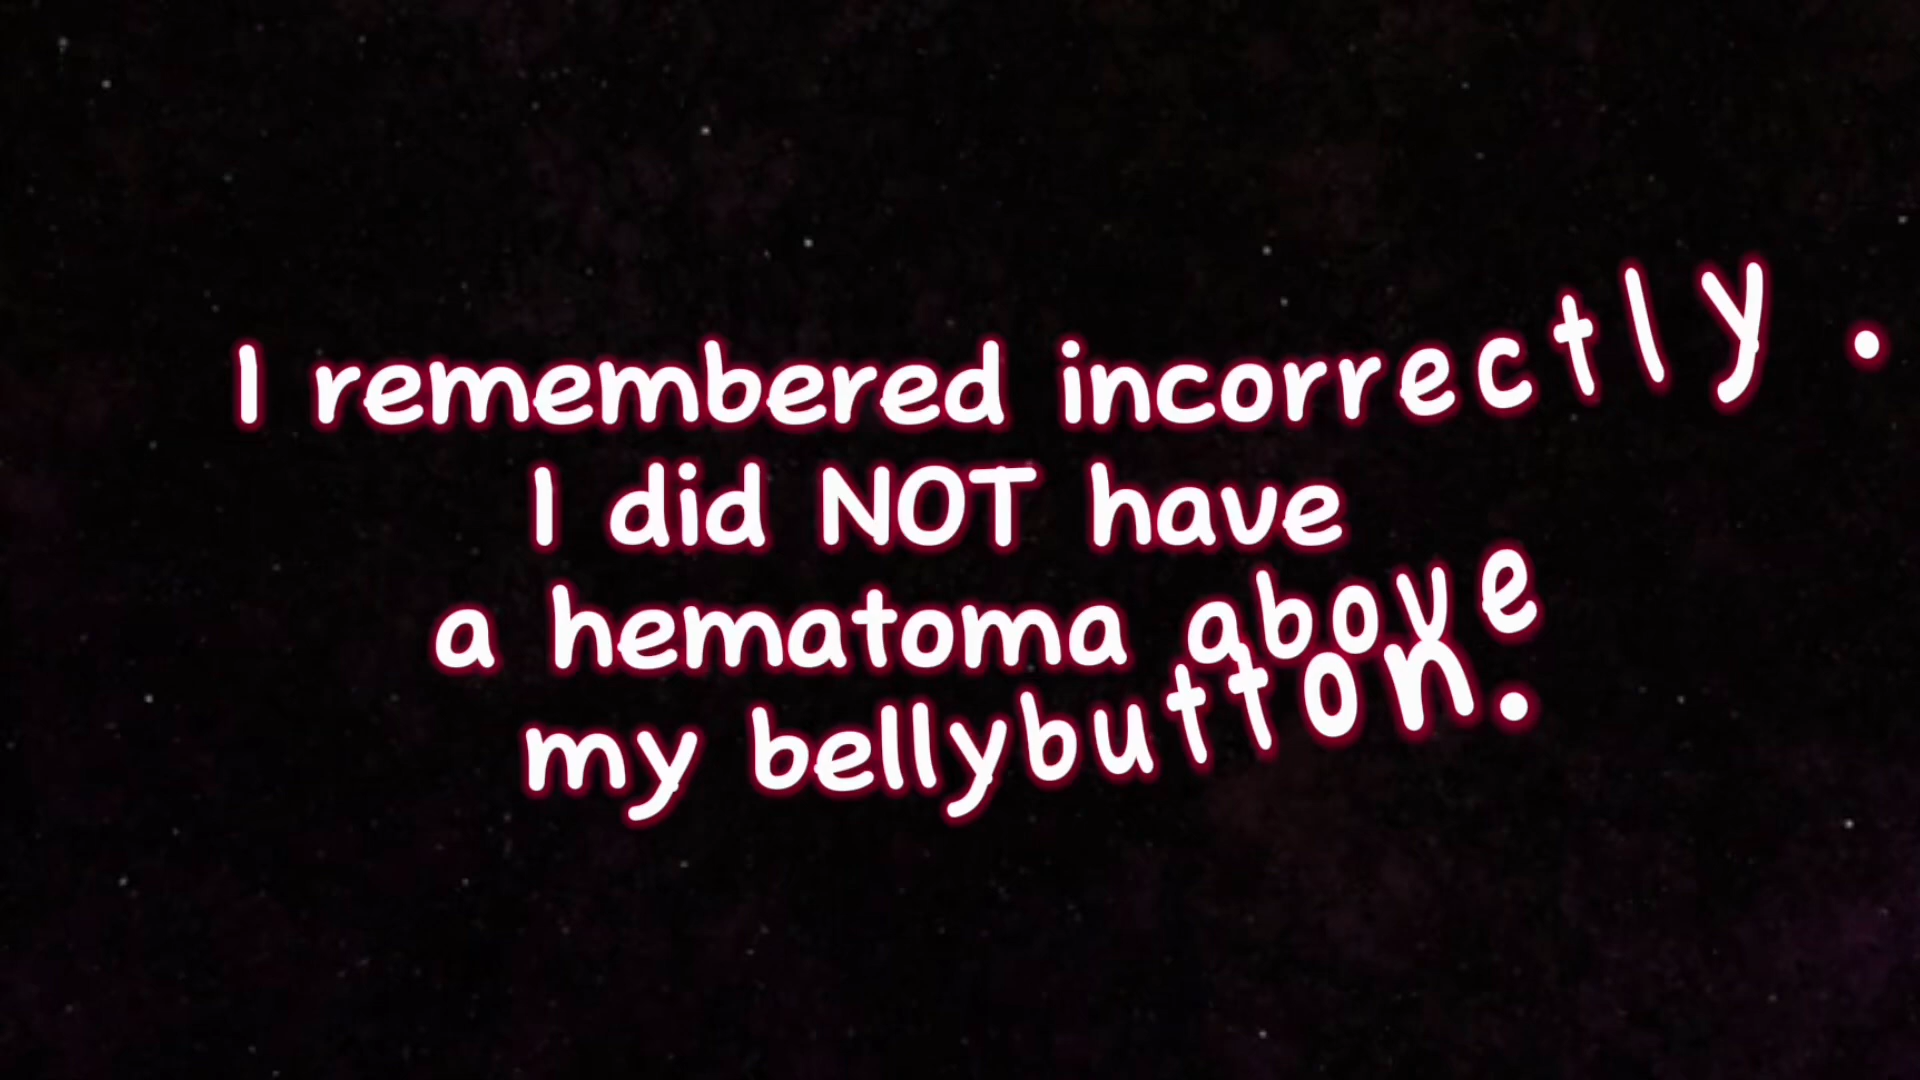 I remembered incorrectly.
I did NOT have
a hematoma above
my bellybutton.